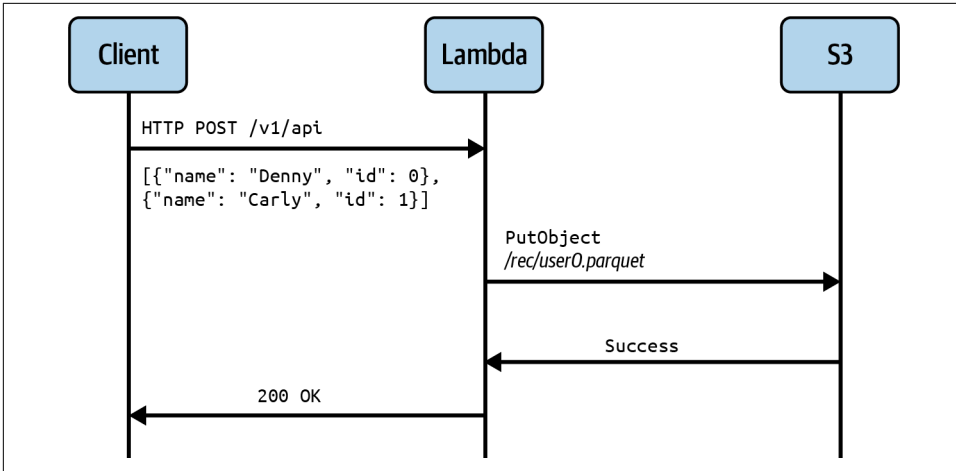 Client
Lambda
S3
HTTP POST /v1/api
[{"name": "Denny", "id": 0},
{"name": "Carly", "id": 1}]
PutObject
/rec/user0.parquet
Success
200 OK